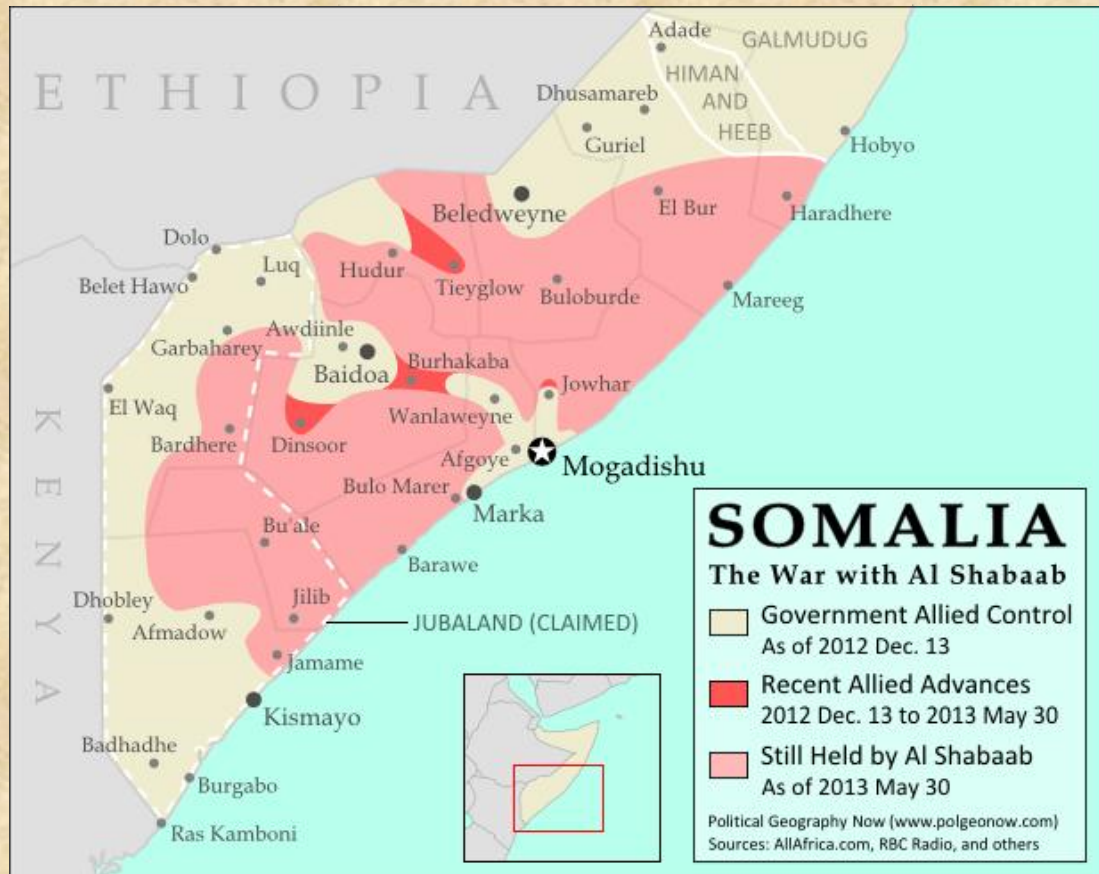 GALMUDUG
Adade
HIMAN
AND
HEEB
ETHIOPIA
Dhusamareb
Guriel
Hobyo
Beledweyne
El Bur
Haradhere
Dolo
Luq
Hudur
Tieyglow
Buloburde
Mareeg
Belet Hawo
Garbaharey
Awdiinle
Baidoa
Burhakaba
Jowhar
El Waq
Wanlaweyne
Bardhere
Dinsoor
Afgoye
Mogadishu
KENYA
Bulo Marer
Marka
Bu'ale
Barawe
Dhobley
Afmadow
Jilib
JUBALAND (CLAIMED)
Jamame
Kismayo
Badhadhe
Burgabo
Ras Kamboni
SOMALIA
The War with Al Shabaab
Government Allied Control
As of 2012 Dec. 13
Recent Allied Advances
2012 Dec. 13 to 2013 May 30
Still Held by Al Shabaab
As of 2013 May 30
Political Geography Now (www.polgeonow.com)
Sources: AllAfrica.com, RBC Radio, and others